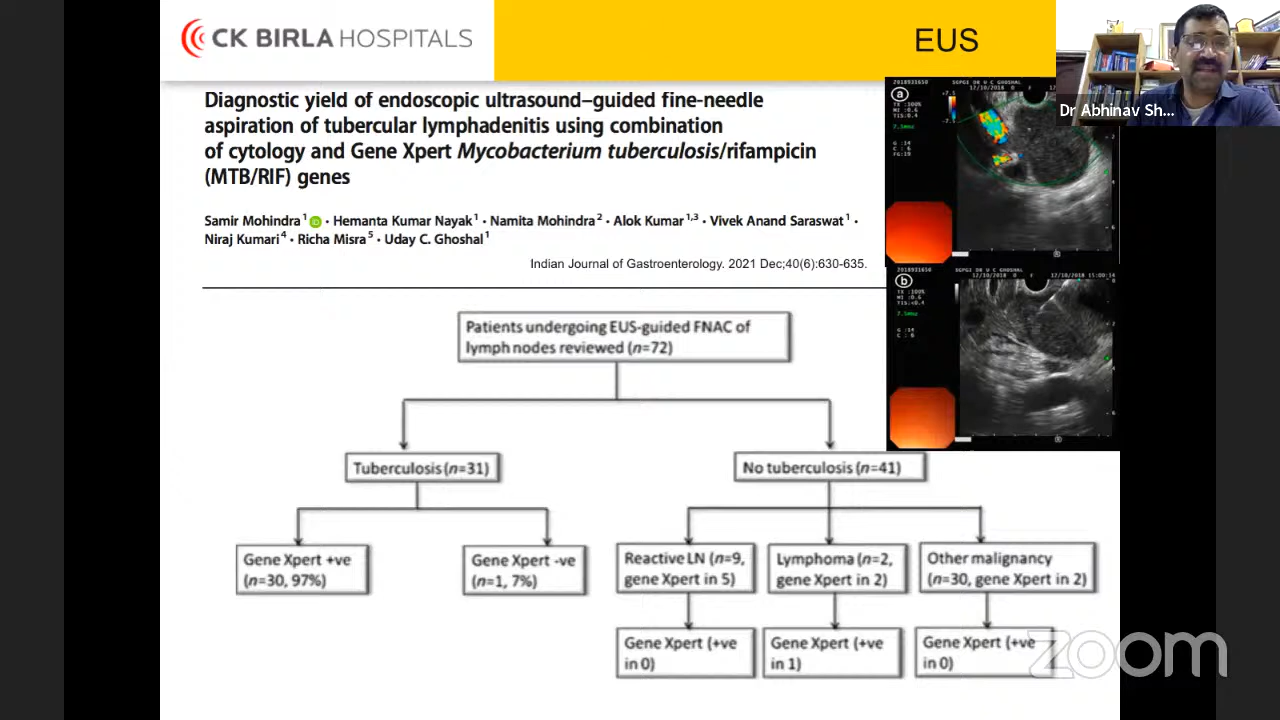 CK BIRLA HOSPITALS
EUS
Dr Abhinav Sh...
Diagnostic yield of endoscopic ultrasound–guided fine-needle
aspiration of tubercular lymphadenitis using combination
of cytology and Gene Xpert Mycobacterium tuberculosis/rifampicin
(MTB/RIF) genes
Samir Mohindra 1 · Hemanta Kumar Nayak 1 · Namita Mohindra 2 · Alok Kumar 1,3 · Vivek Anand Saraswat 1 ·
Niraj Kumari 4 · Richa Misra 5 · Uday C. Ghoshal 1
Indian Journal of Gastroenterology. 2021 Dec;40(6):630-635.
a
b
Patients undergoing EUS-guided FNAC of
lymph nodes reviewed (n=72)
Tuberculosis (n=31)
No tuberculosis (n=41)
Gene Xpert +ve
(n=30, 97%)
Gene Xpert -ve
(n=1, 7%)
Reactive LN (n=9,
gene Xpert in 5)
Lymphoma (n=2,
gene Xpert in 2)
Other malignancy
(n=30, gene Xpert in 2)
Gene Xpert (+ve
in 0)
Gene Xpert (+ve
in 1)
Gene Xpert (+ve
in 0)
zoom